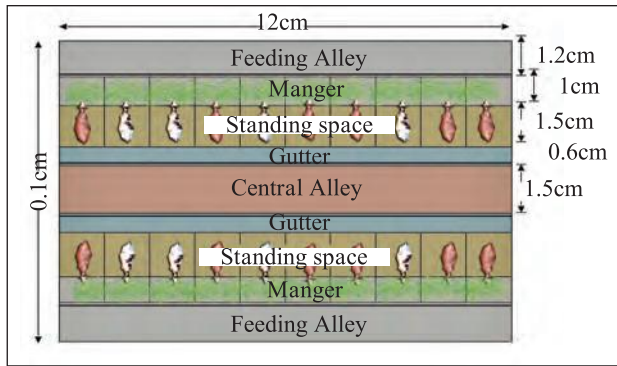 12cm
Feeding Alley
1.2cm
Manger
1cm
Standing space
1.5cm
Gutter
0.6cm
0.1cm
Central Alley
1.5cm
Gutter
Standing space
Manger
Feeding Alley